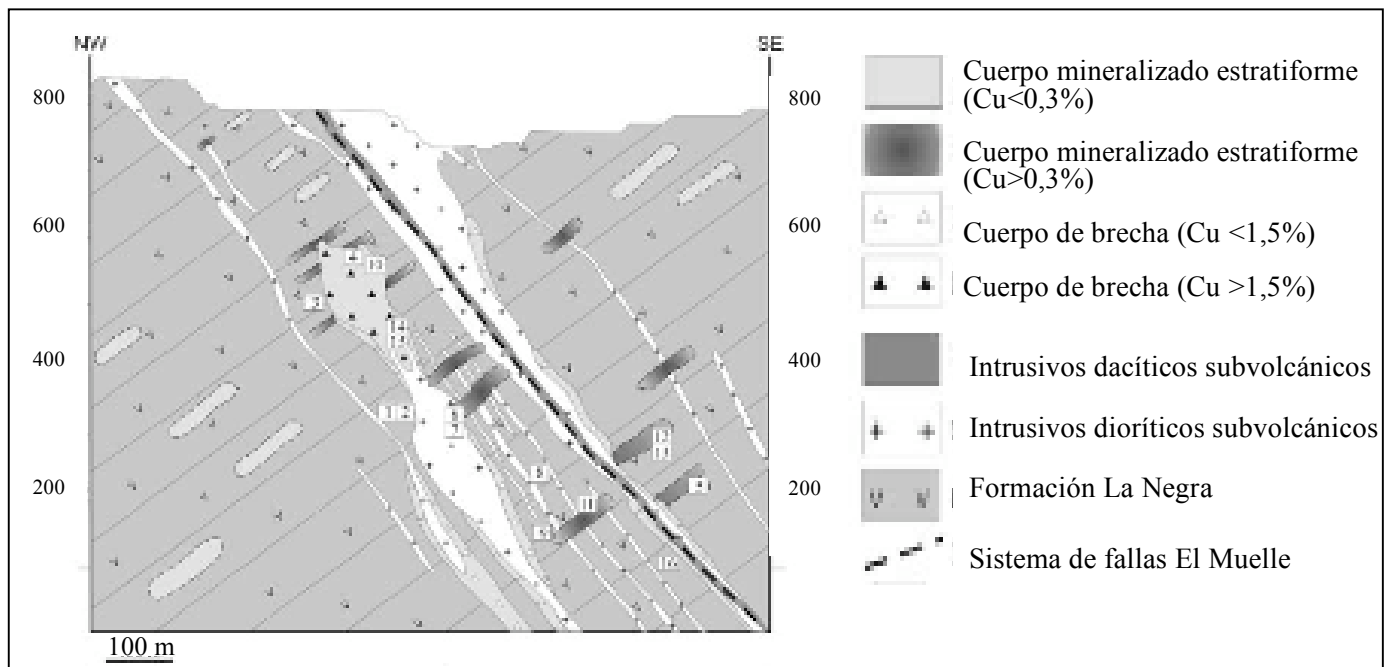 NW
SE
800
600
400
200
800
600
400
200
100 m
Cuerpo mineralizado estratiforme
(Cu<0,3%)
Cuerpo mineralizado estratiforme
(Cu>0,3%)
Cuerpo de brecha (Cu <1,5%)
Cuerpo de brecha (Cu >1,5%)
Intrusivos dacíticos subvolcánicos
Intrusivos dioríticos subvolcánicos
Formación La Negra
Sistema de fallas El Muelle